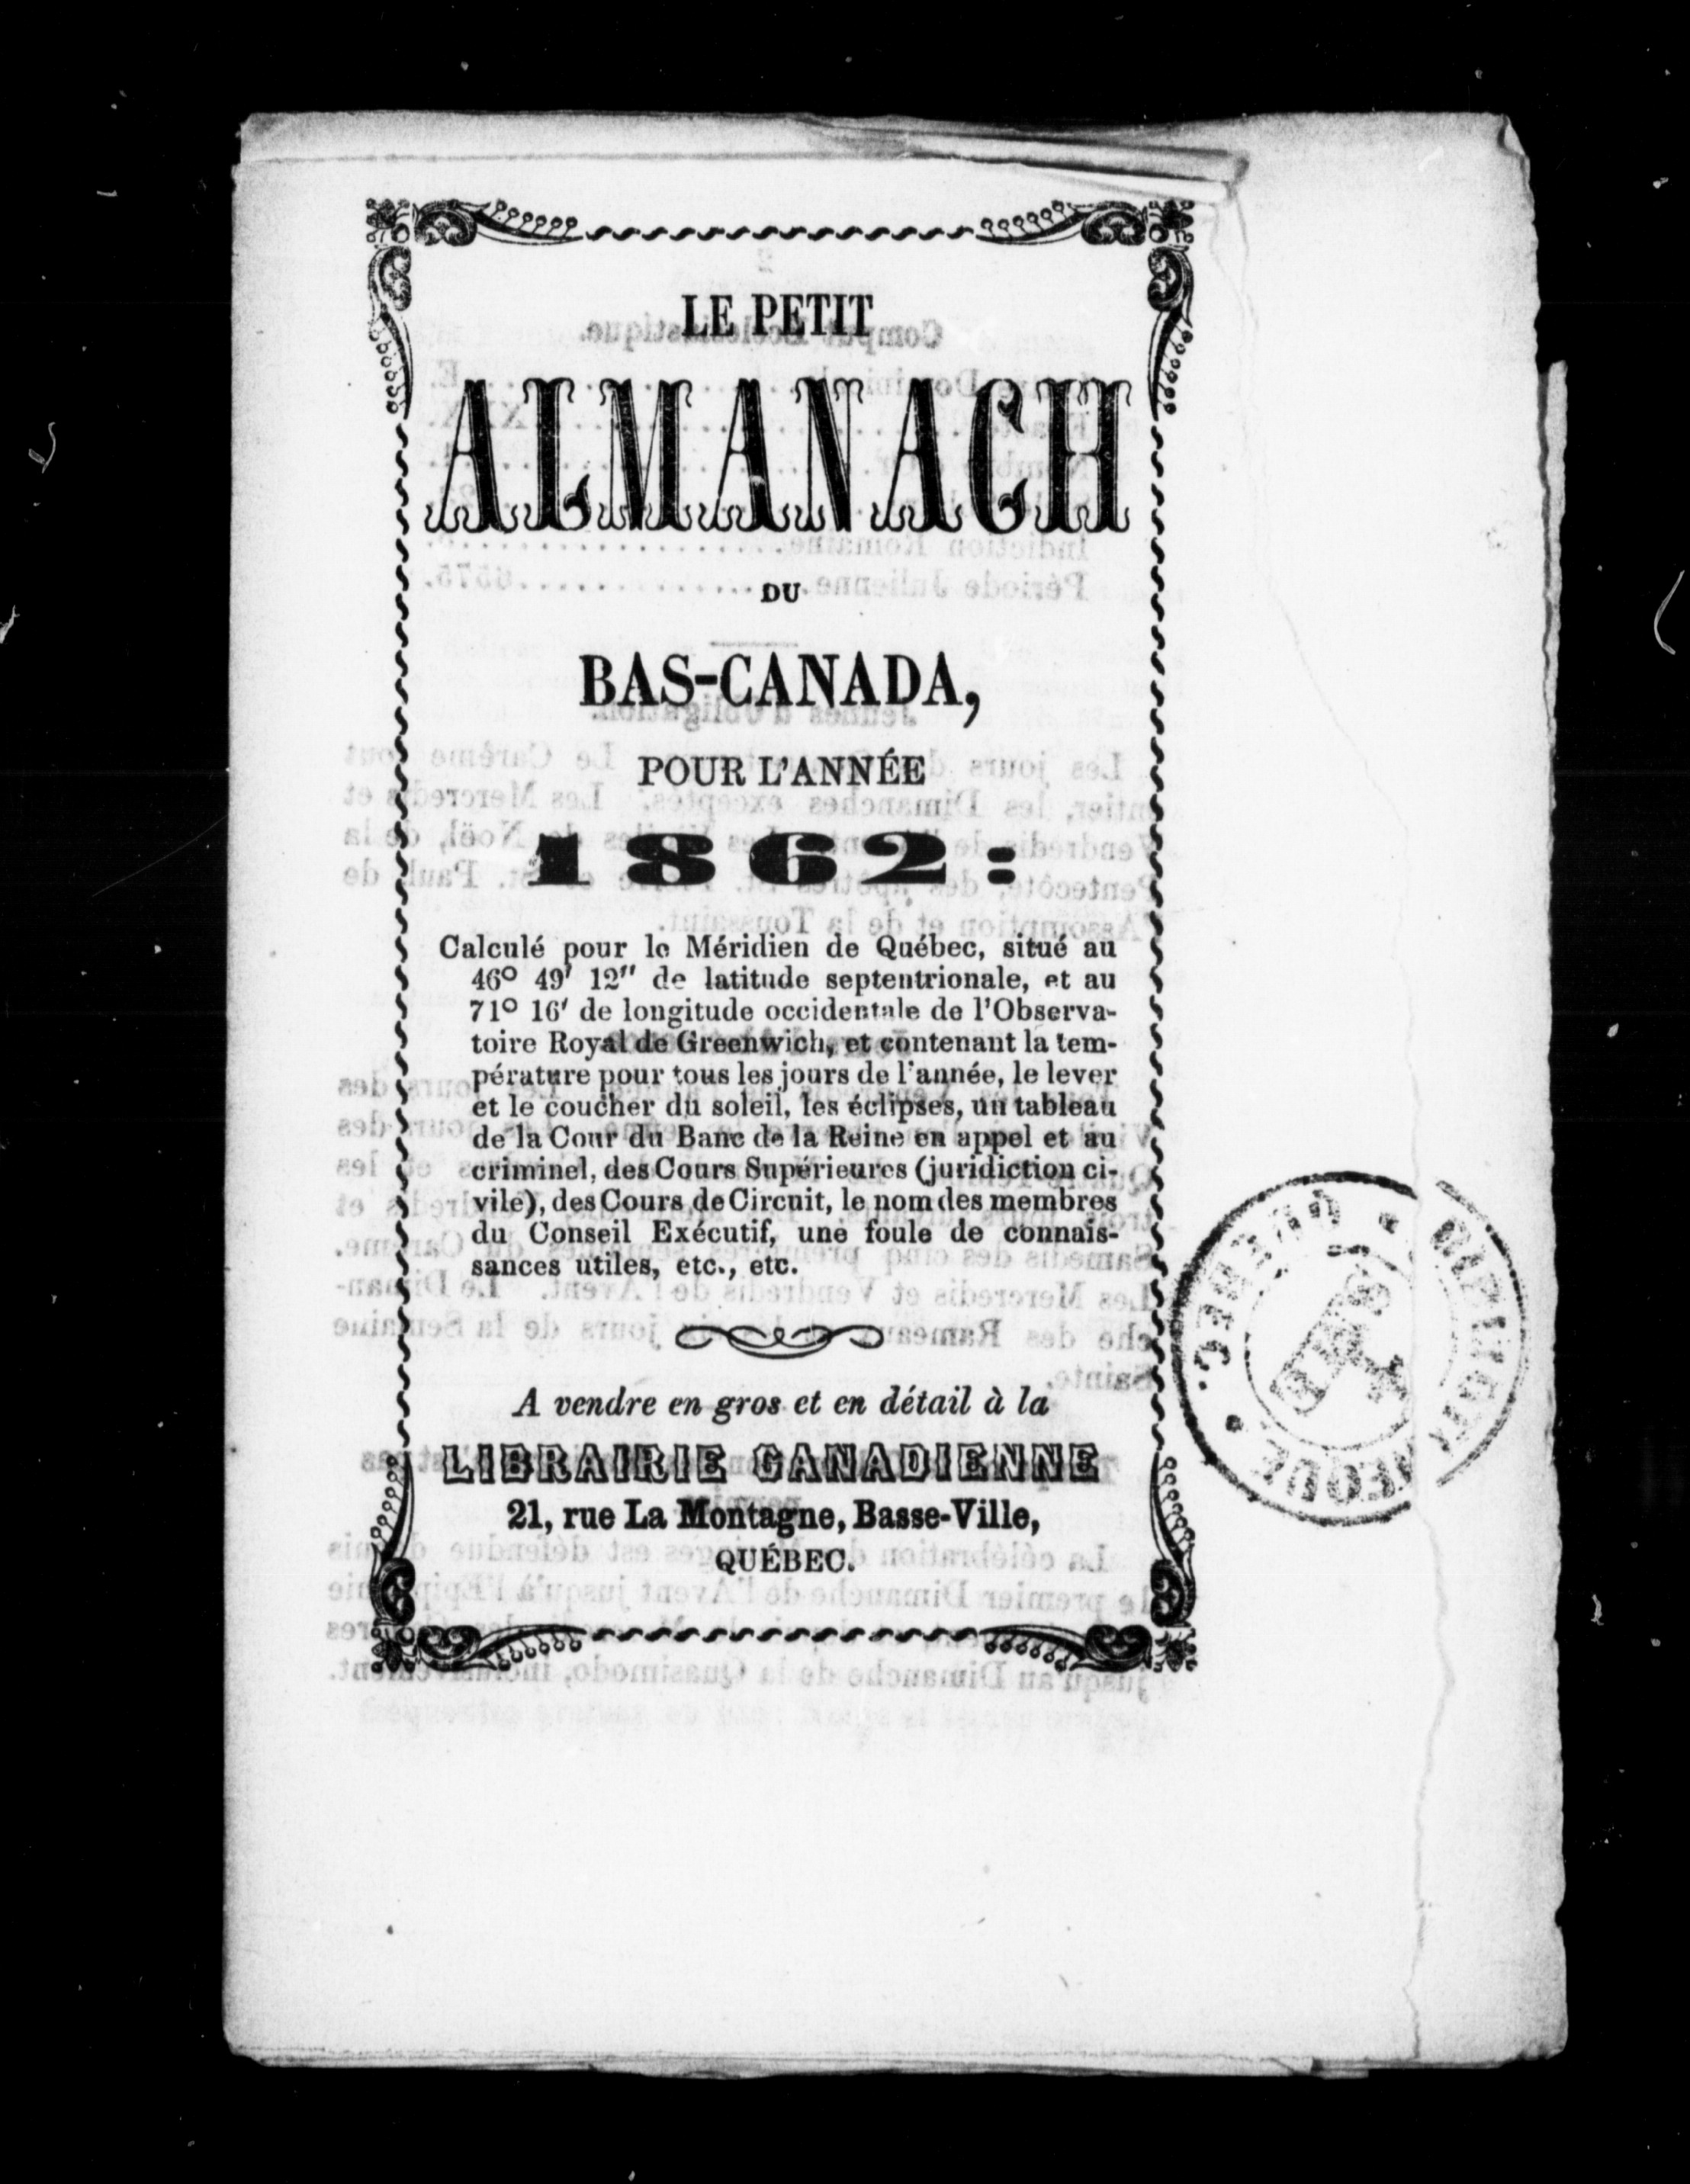 LE PETIT
ALMANACH
DU
BAS-CANADA,
POUR L'ANNÉE
1862:
Calculé pour le Méridien de Québec, situé au
46° 49′ 12″ de latitude septentrionale, et au
71° 16′ de longitude occidentale de l'Observa-
toire Royal de Greenwich, et contenant la tem-
pérature pour tous les jours de l'année, le lever
et le coucher du soleil, les éclipses, un tableau
de la Cour du Banc de la Reine en appel et au
criminel, des Cours Supérieures (juridiction ci-
vile), des Cours de Circuit, le nom des membres
du Conseil Exécutif, une foule de connais-
sances utiles, etc., etc.
A vendre en gros et en détail à la
LIBRAIRIE CANADIENNE
21, rue La Montagne, Basse-Ville,
QUÉBEC.